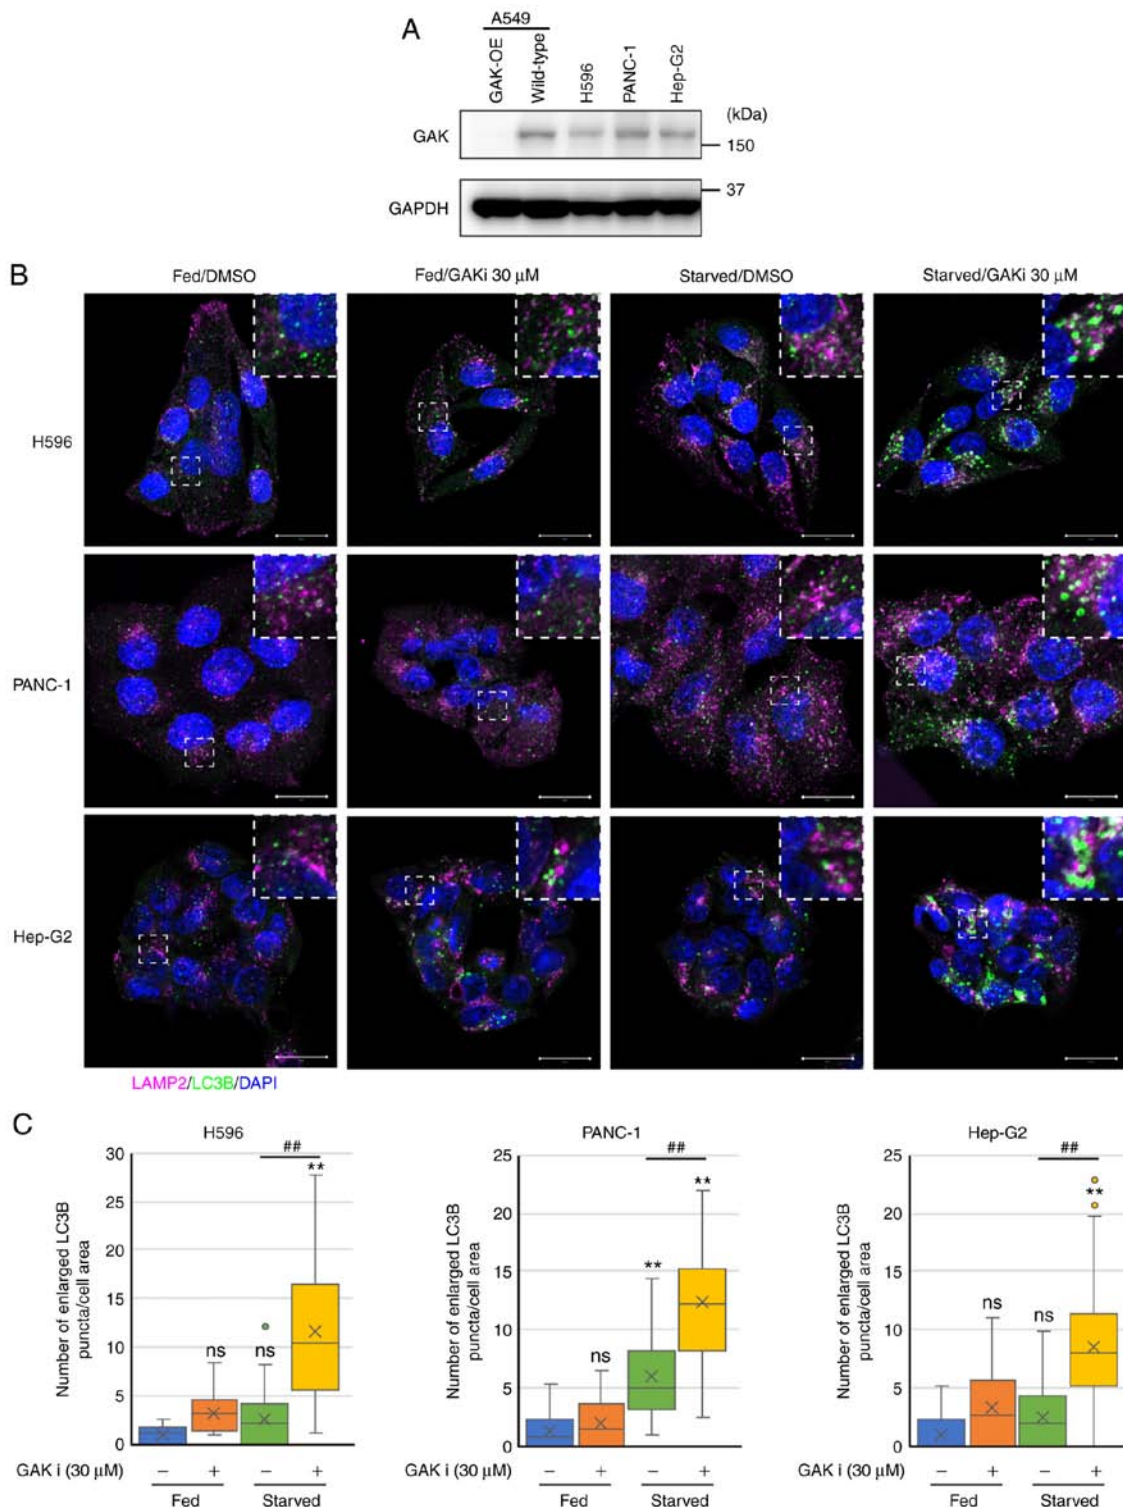 A
A549
GAK-OE
Wild-type
H596
PANC-1
Hep-G2
(kDa)
GAK
150
37
GAPDH
B
Fed/DMSO
Fed/GAKi 30 µM
Starved/DMSO
Starved/GAKi 30 µM
H596
PANC-1
Hep-G2
LAMP2/LC3B/DAPI
C
H596
Number of enlarged LC3B
puncta/cell area
30
25
20
15
10
5
0
ns
ns
**
##
GAK i (30 µM)
− + − +
Fed Starved
PANC-1
Number of enlarged LC3B
puncta/cell area
25
20
15
10
5
0
ns
**
**
##
GAK i (30 µM)
− + − +
Fed Starved
Hep-G2
Number of enlarged LC3B
puncta/cell area
25
20
15
10
5
0
ns
ns
**
##
GAK i (30 µM)
− + − +
Fed Starved